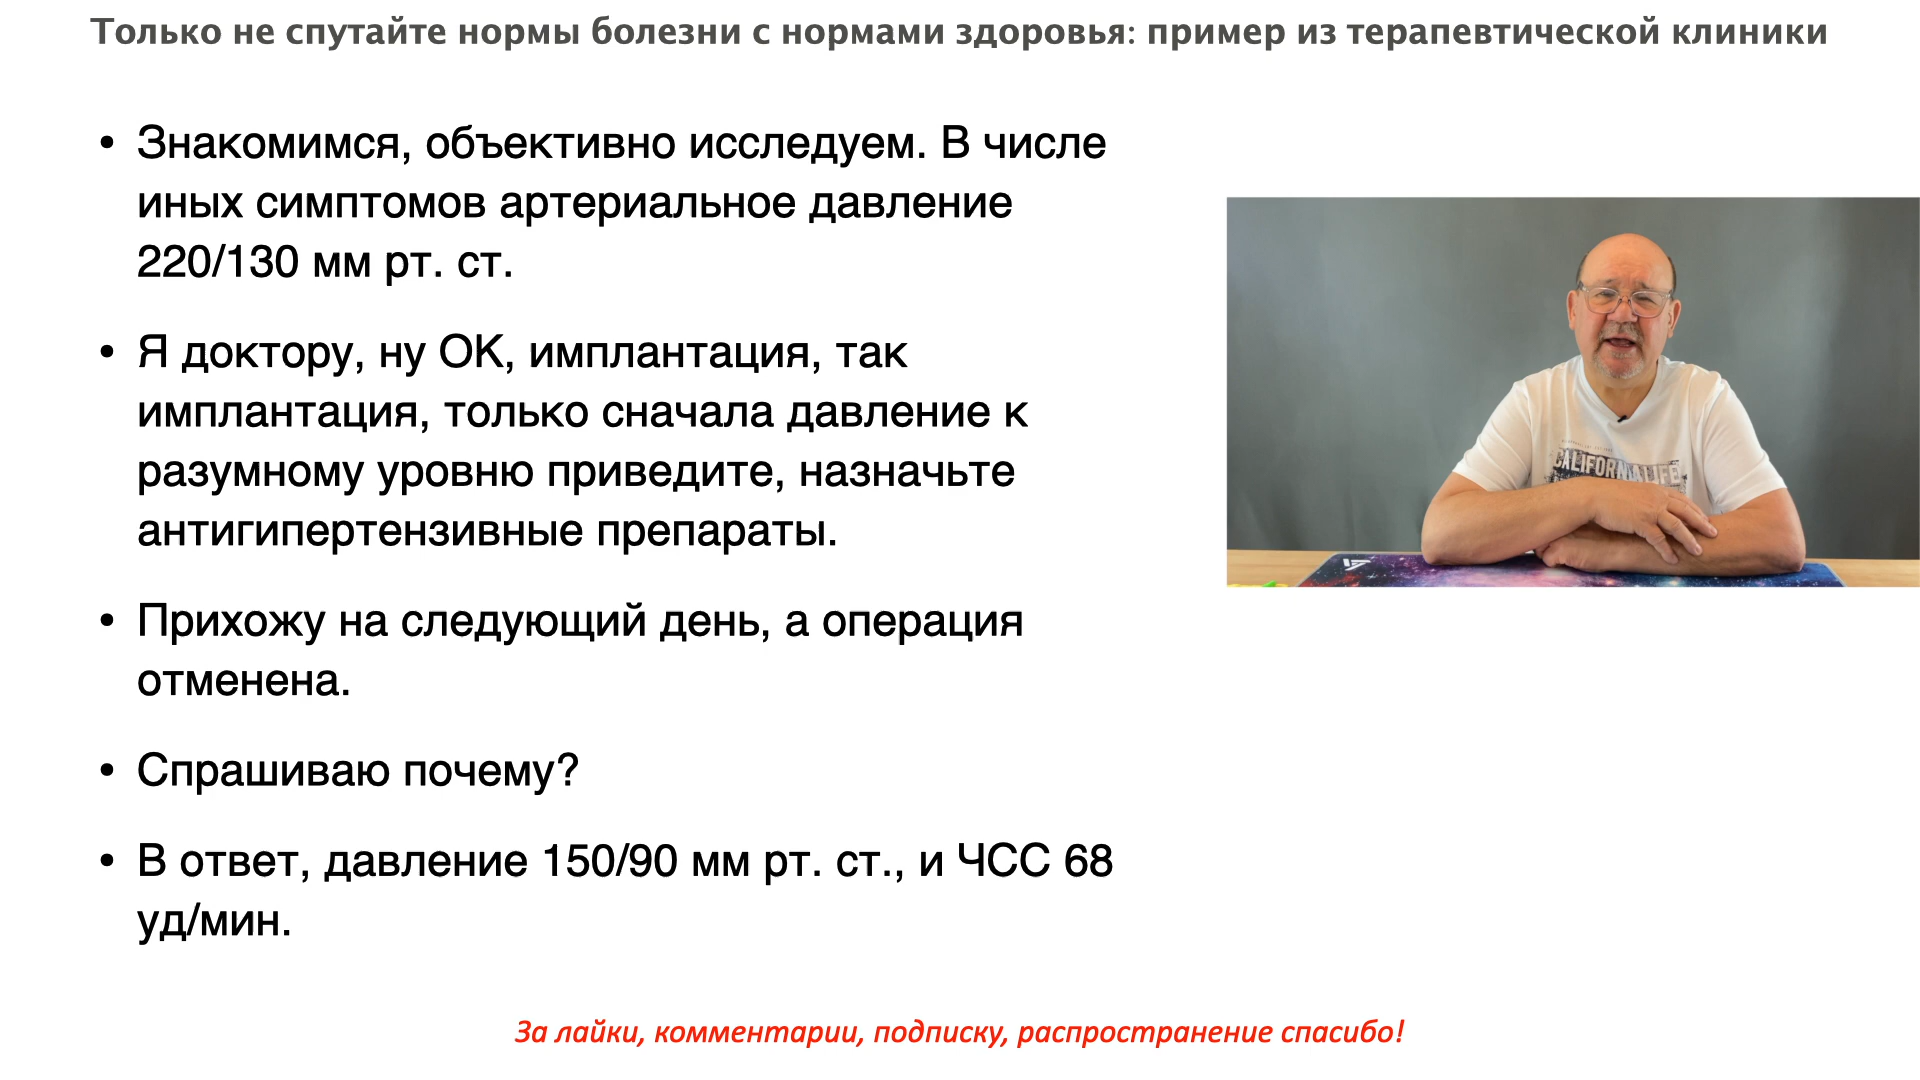 Только не спутайте нормы болезни с нормами здоровья: пример из терапевтической клиники
• Знакомимся, объективно исследуем. В числе
иных симптомов артериальное давление
220/130 мм рт. ст.
• Я доктору, ну ОК, имплантация, так
имплантация, только сначала давление к
разумному уровню приведите, назначьте
антигипертензивные препараты.
• Прихожу на следующий день, а операция
отменена.
• Спрашиваю почему?
• В ответ, давление 150/90 мм рт. ст., и ЧСС 68
уд/мин.
CALIFORNIA LIFE
За лайки, комментарии, подписку, распространение спасибо!